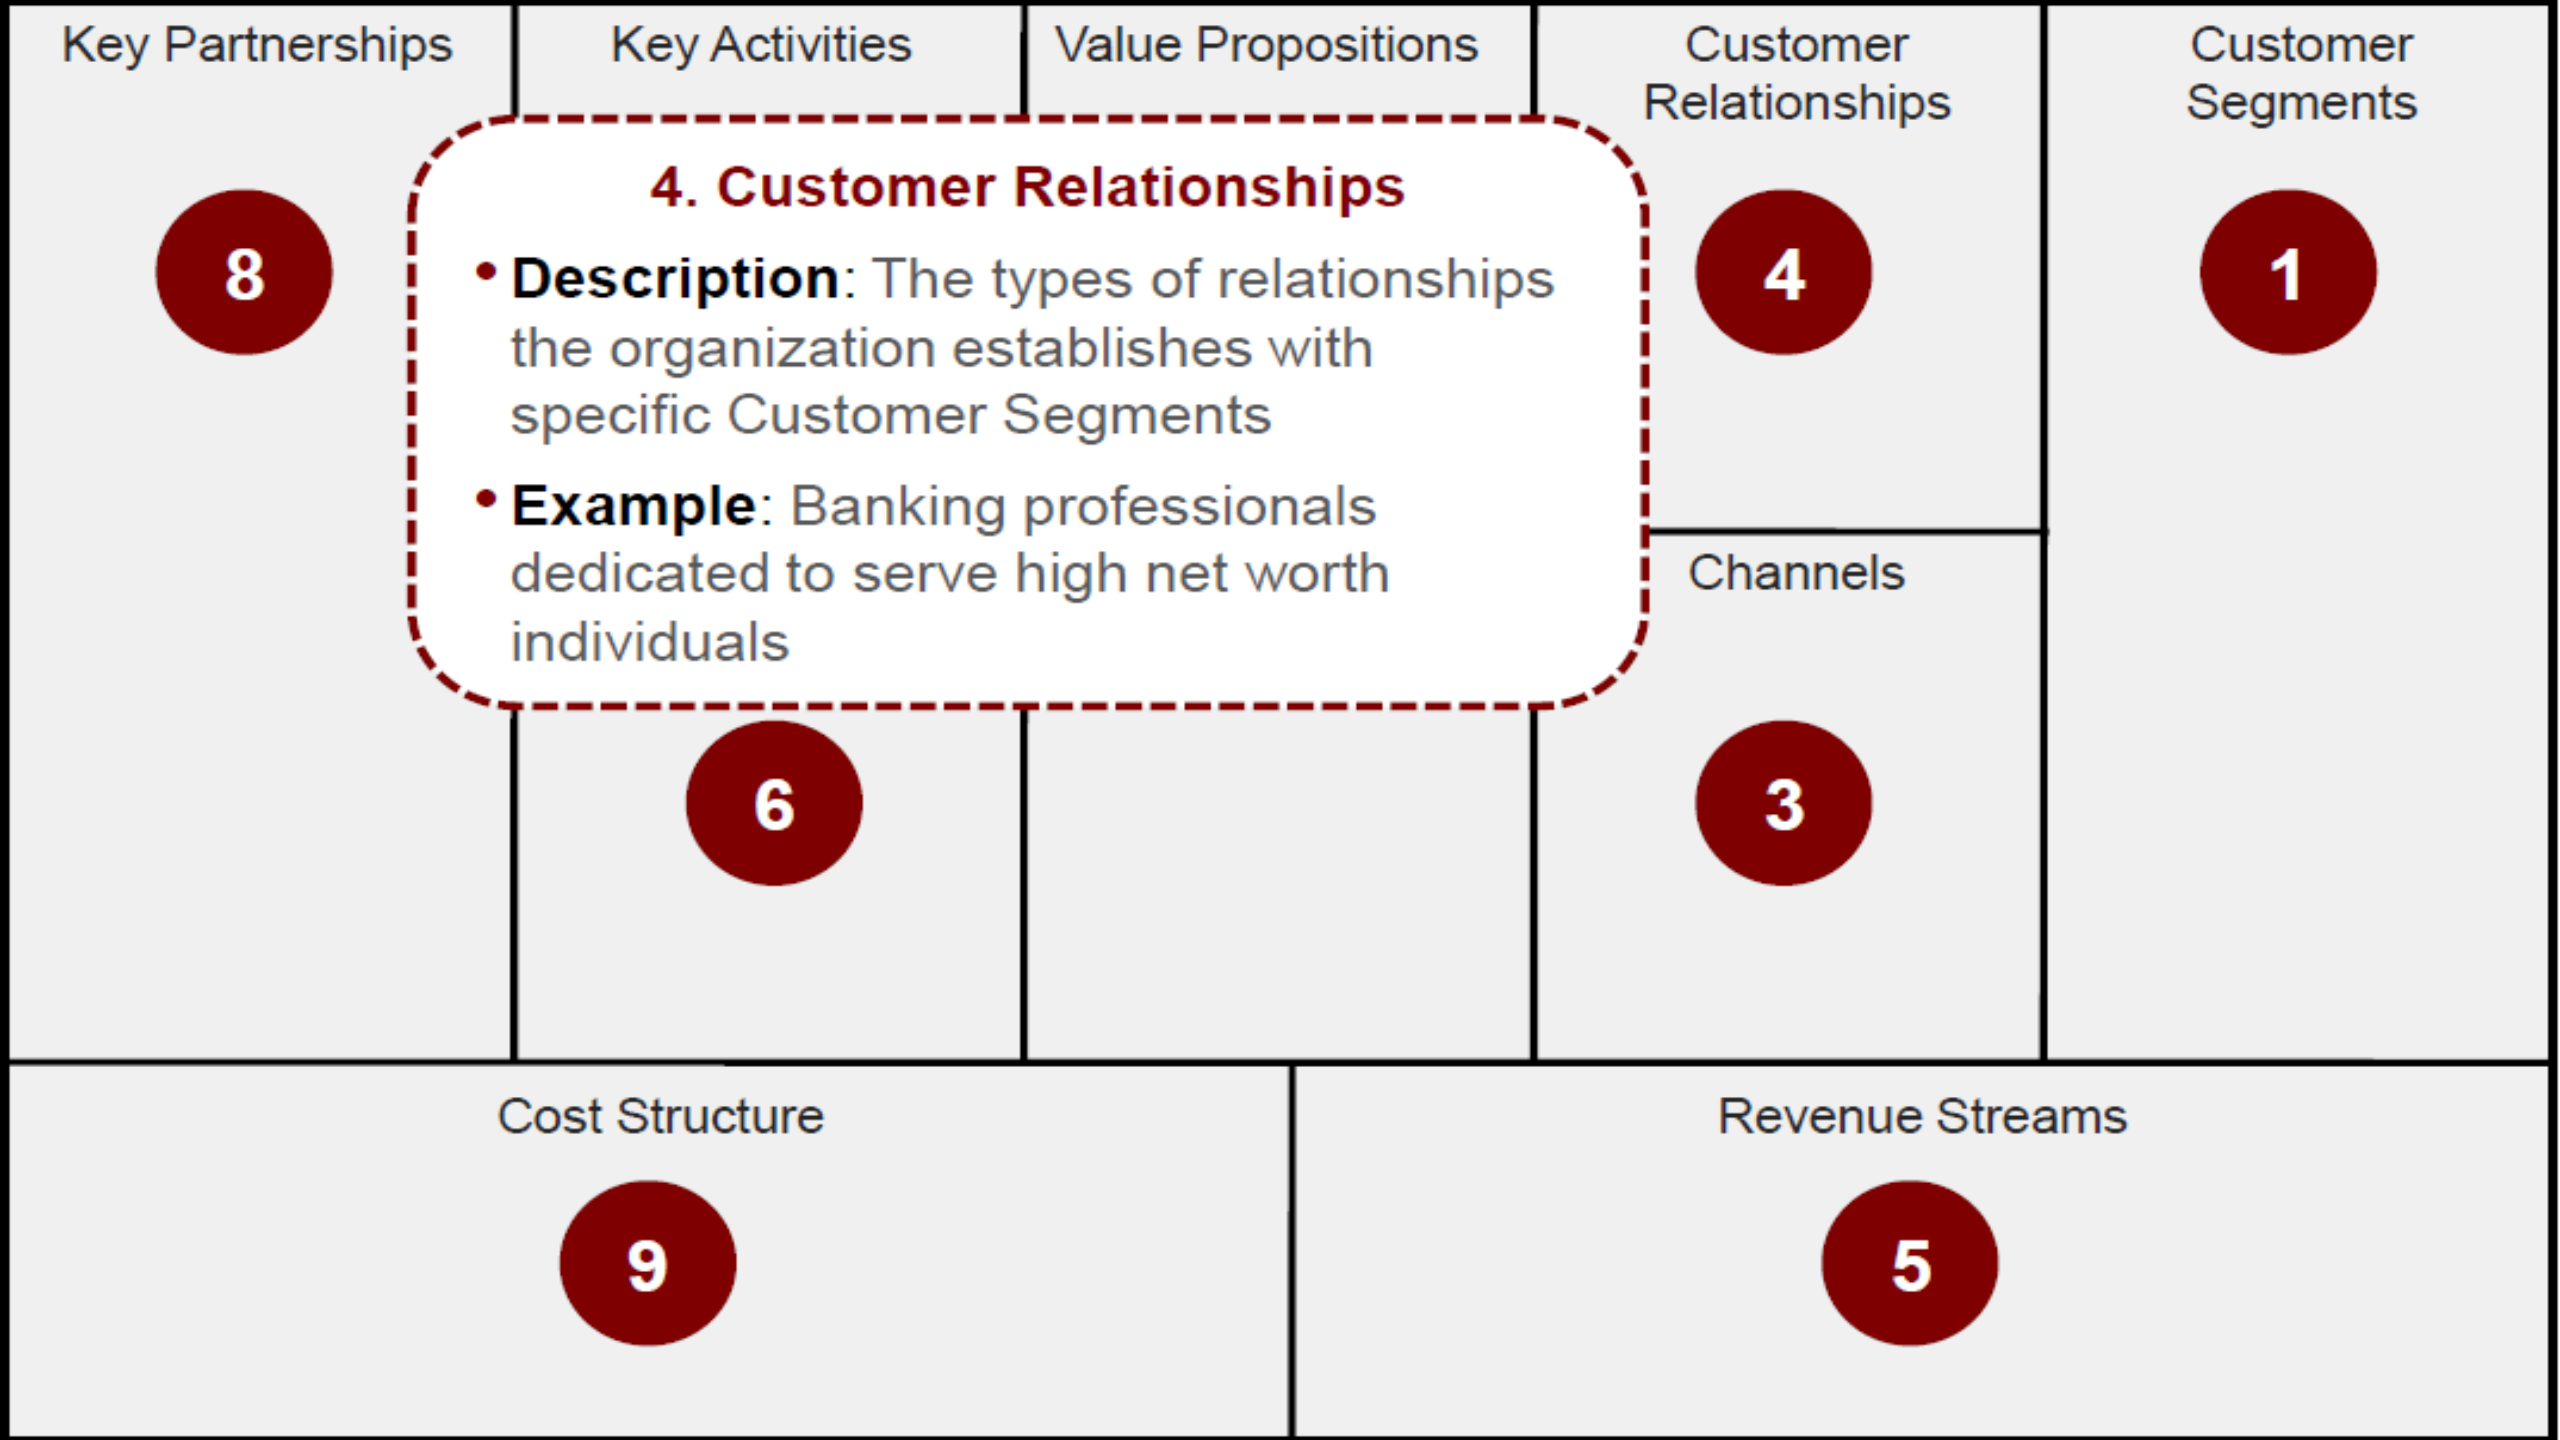 Key Partnerships
Key Activities
Value Propositions
Customer
Relationships
Customer
Segments
8
4. Customer Relationships
• Description: The types of relationships
the organization establishes with
specific Customer Segments
• Example: Banking professionals
dedicated to serve high net worth
individuals
4
1
Channels
6
3
Cost Structure
9
Revenue Streams
5